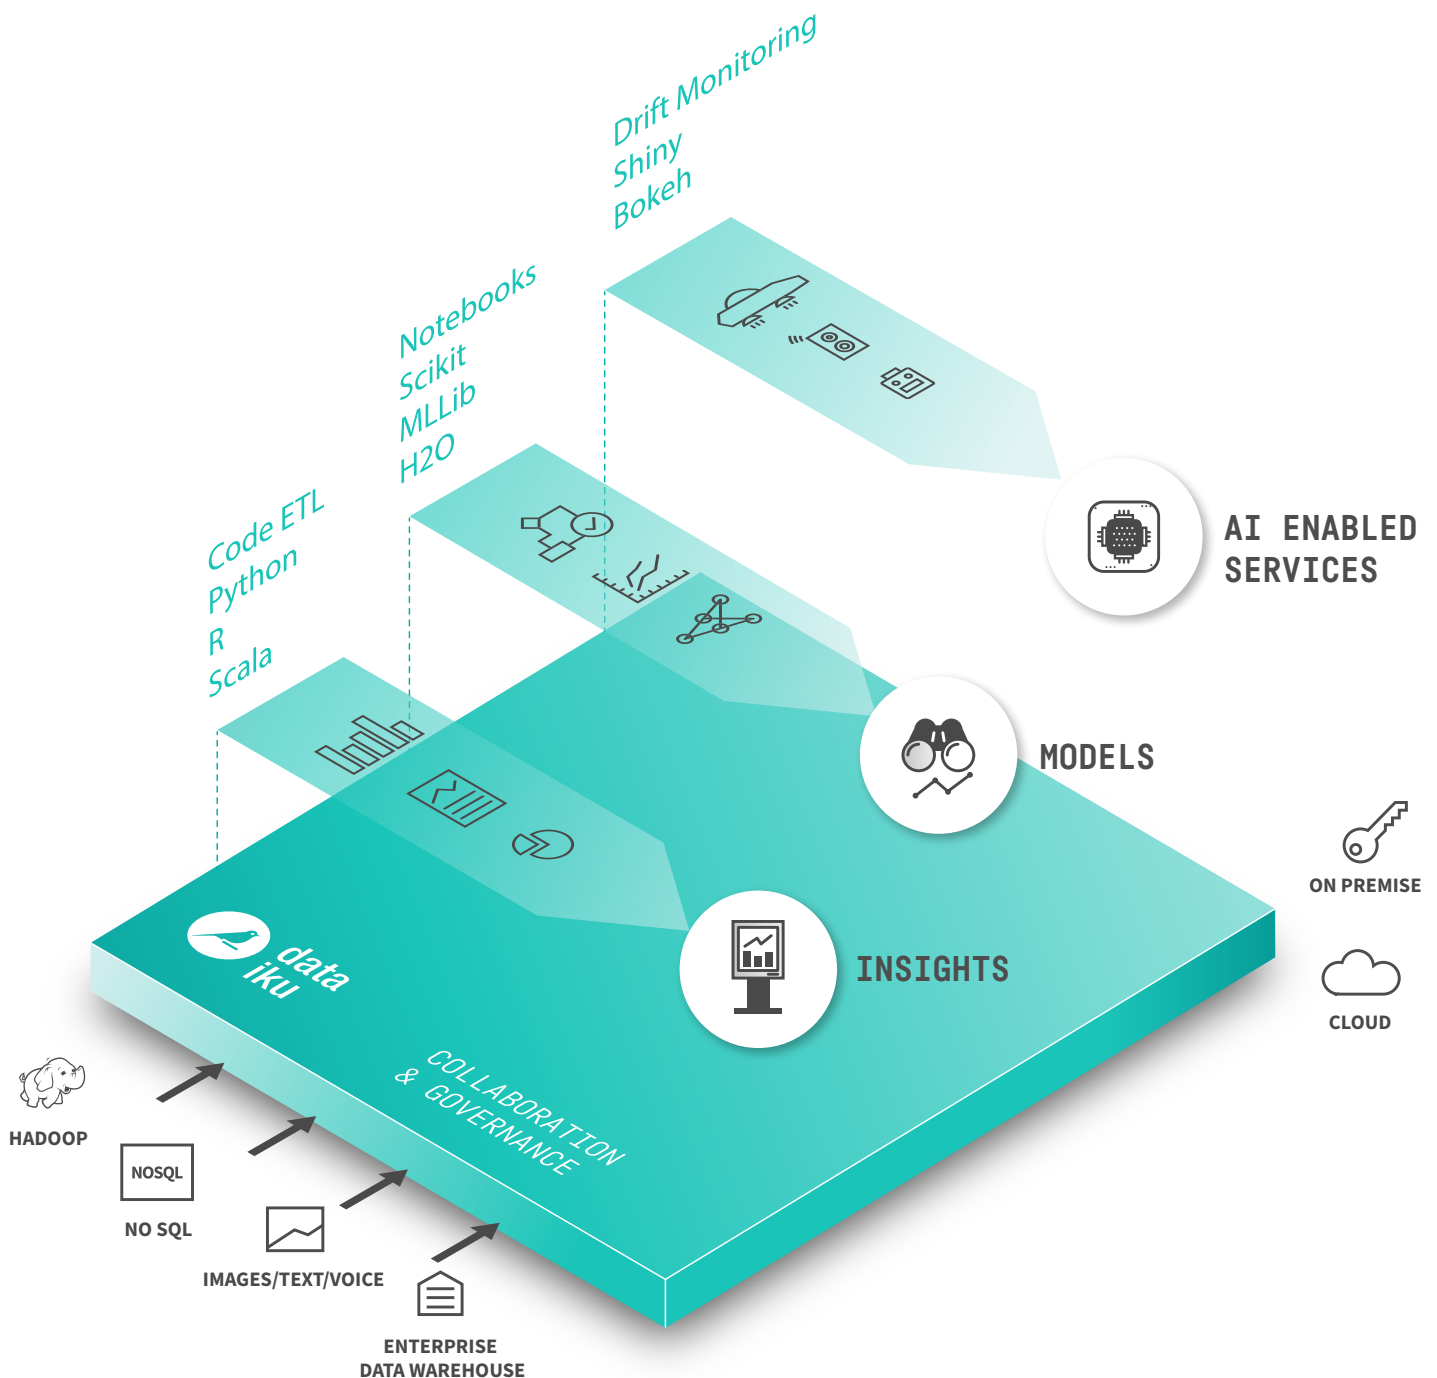 Drift Monitoring
Shiny
Bokeh
Notebooks
Scikit
MLLib
H2O
Code ETL
Python
R
Scala
AI ENABLED
SERVICES
MODELS
INSIGHTS
ON PREMISE
CLOUD
data
iku
COLLABORATION
& GOVERNANCE
HADOOP
NOSQL
NO SQL
IMAGES/TEXT/VOICE
ENTERPRISE
DATA WAREHOUSE